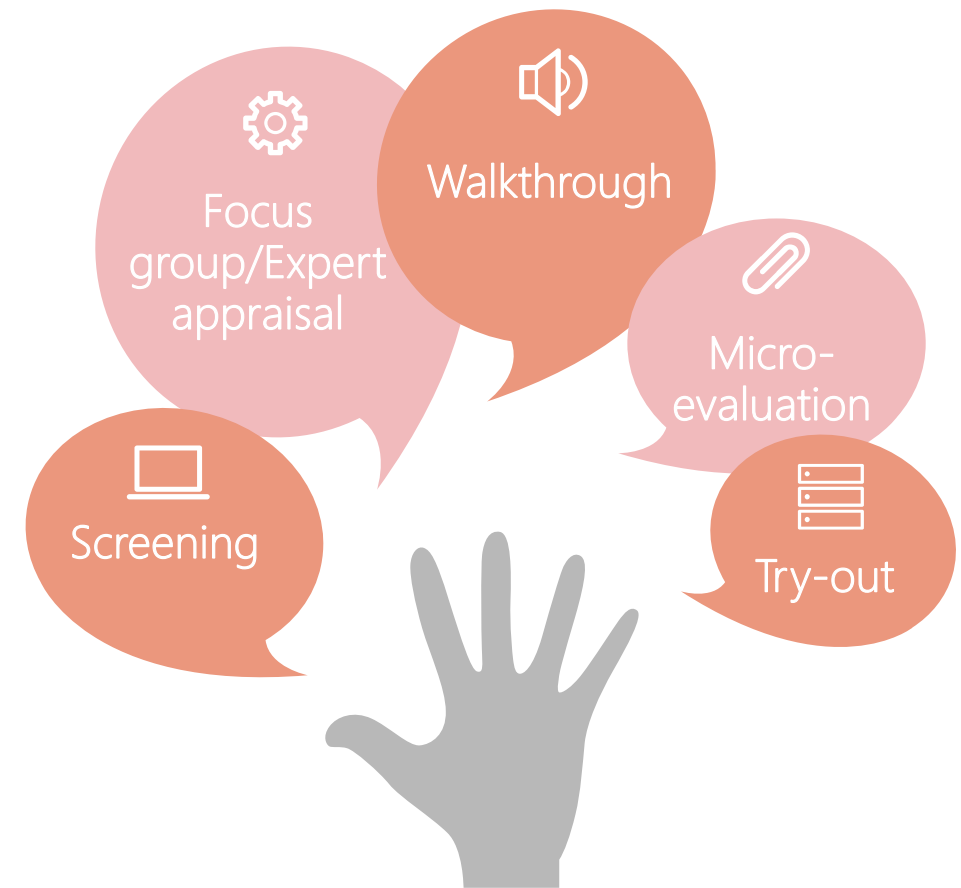 Screening
Focus
group/Expert
appraisal
Walkthrough
Micro-
evaluation
Try-out